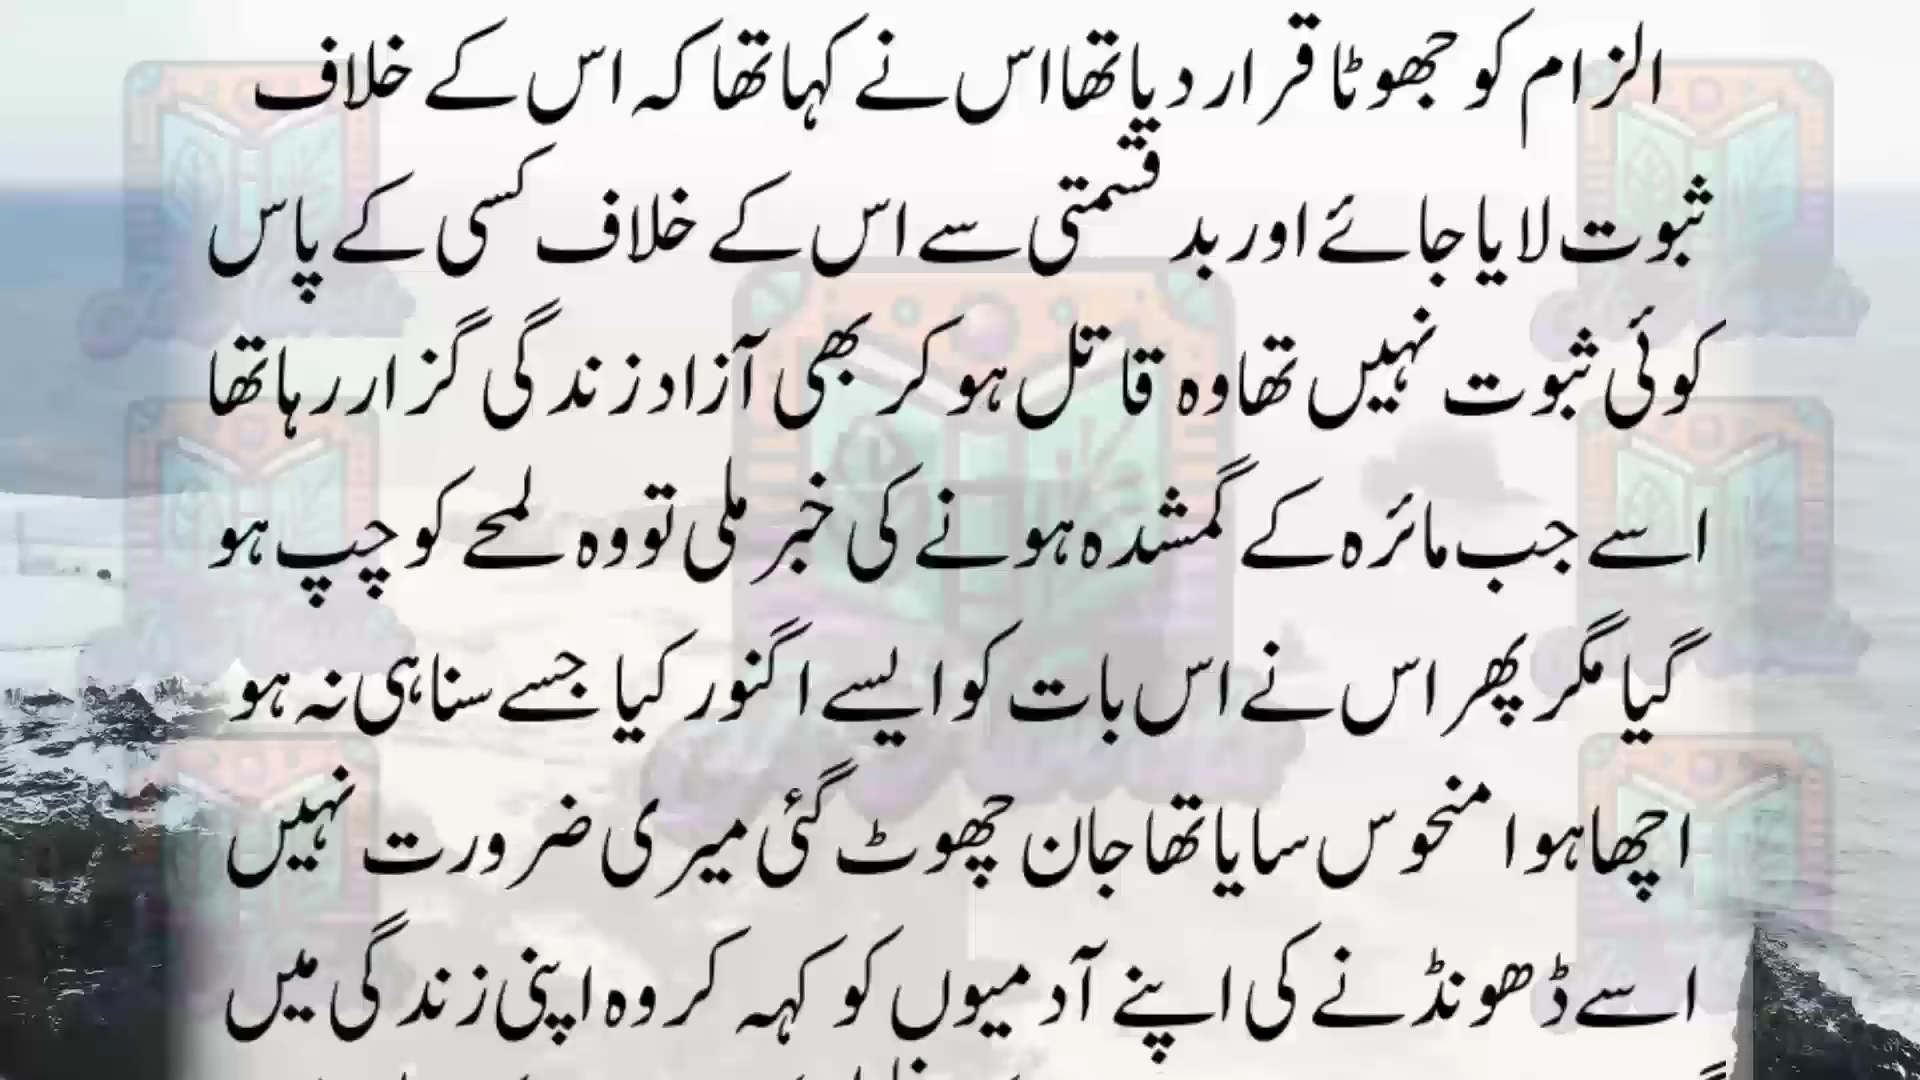 الزام کو جھوٹا قرار دیا تھا اس نے کہا تھا کہ اس کے خلاف
ثبوت لایا جائے اور بد قسمتی سے اس کے خلاف کسی کے پاس
کوئی ثبوت نہیں تھا وہ قاتل ہو کر بھی آزاد زندگی گزار رہا تھا
اسے جب مائرہ کے گمشدہ ہونے کی خبر ملی تو وہ لمحے کو چپ ہو
گیا مگر پھر اس نے اس بات کو ایسے اگنور کیا جسے سنا ہی نہ ہو
اچھا ہوا منحوس سایا تھا جان چھوٹ گئی میری ضرورت نہیں
اسے ڈھونڈنے کی اپنے آدمیوں کو کہہ کر وہ اپنی زندگی میں